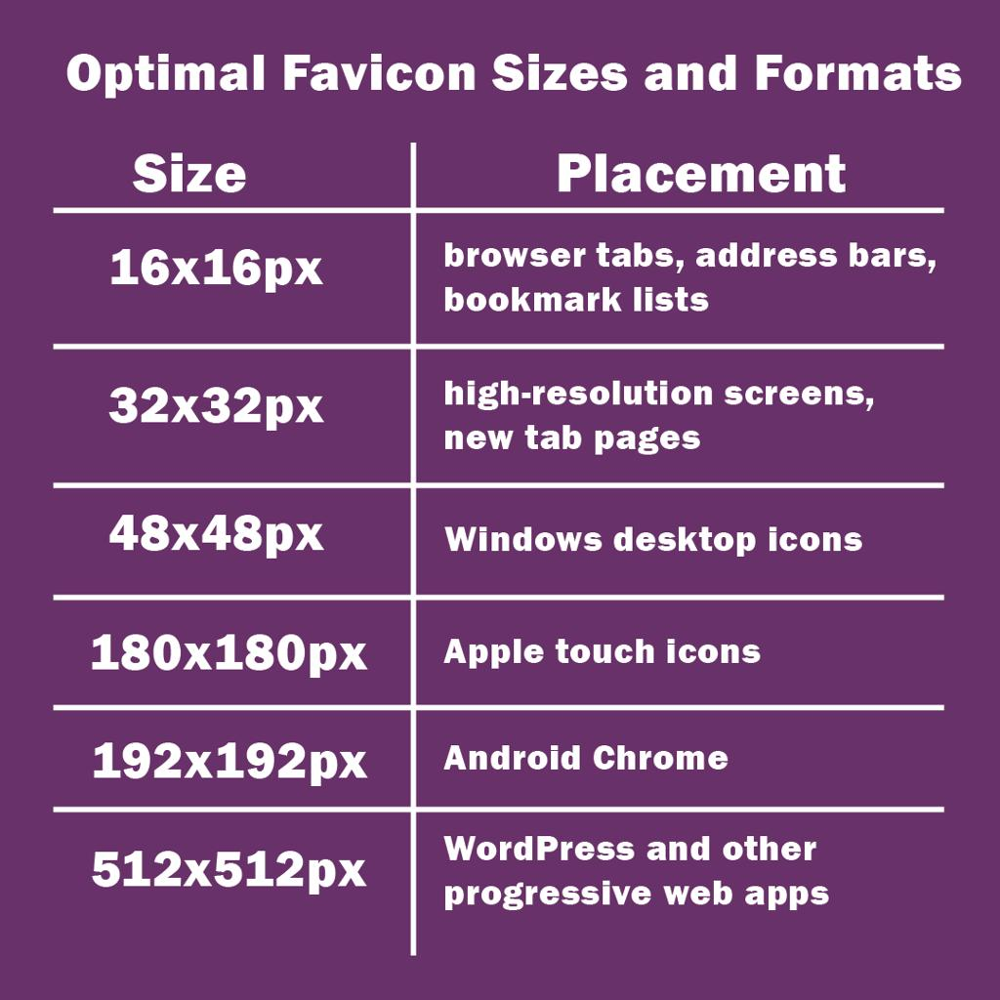 Optimal Favicon Sizes and Formats
Size
Placement
16x16px
browser tabs, address bars,
bookmark lists
32x32px
high-resolution screens,
new tab pages
48x48px
Windows desktop icons
180x180px
Apple touch icons
192x192px
Android Chrome
512x512px
WordPress and other
progressive web apps